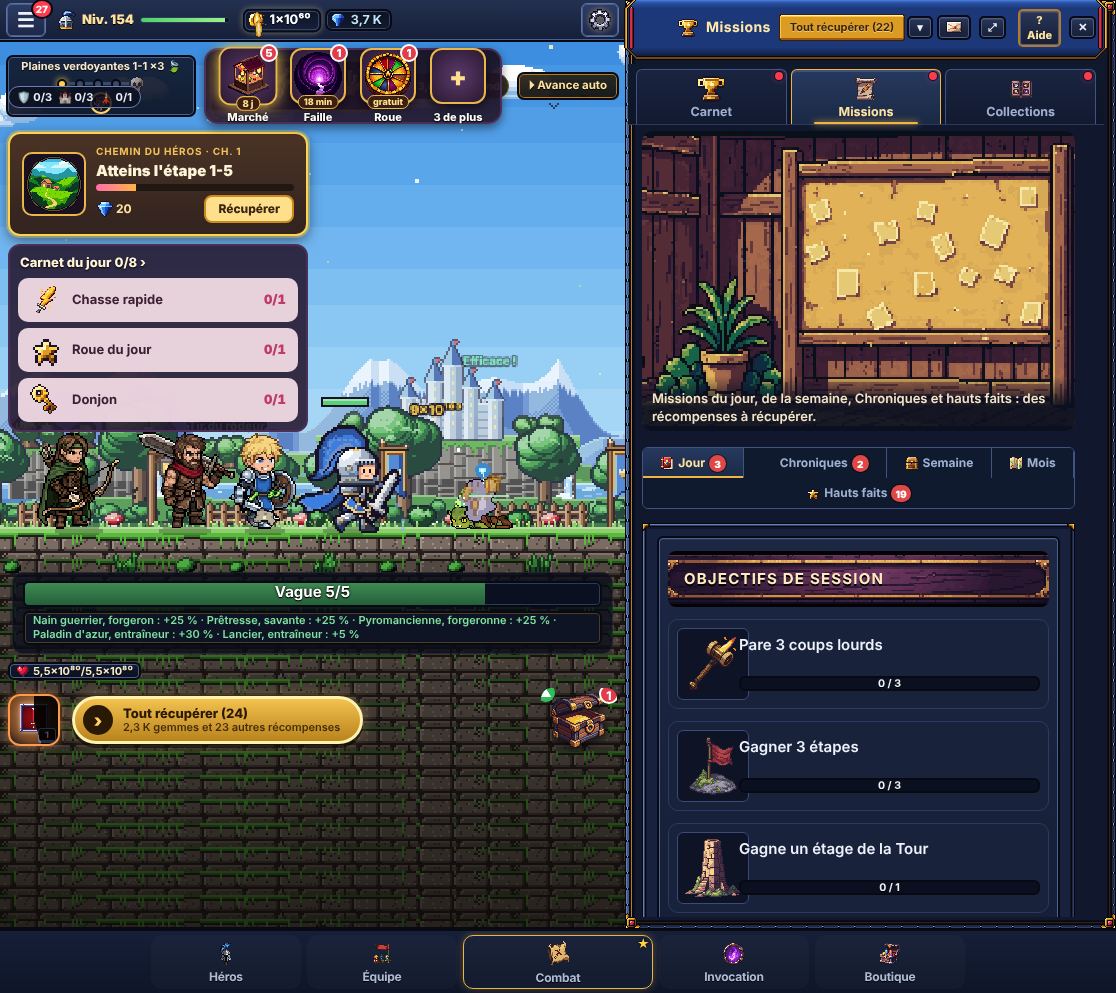 27
Niv. 154
1×10⁶⁰
3,7 K
Missions
Tout récupérer (22)
? Aide
Plaines verdoyantes 1-1 ×3
0/3 0/3 0/1
5
8 j
Marché
1
18 min
Faille
1
gratuit
Roue
3 de plus
Avance auto
CHEMIN DU HÉROS · CH. 1
Atteins l'étape 1-5
20
Récupérer
Carnet du jour 0/8 ›
Chasse rapide 0/1
Roue du jour 0/1
Donjon 0/1
Efficace !
Vague 5/5
Nain guerrier, forgeron : +25 % · Prêtresse, savante : +25 % · Pyromancienne, forgeronne : +25 % ·
Paladin d'azur, entraîneur : +30 % · Lancier, entraîneur : +5 %
5,5×10⁸⁰/5,5×10⁸⁰
1
Tout récupérer (24)
2,3 K gemmes et 23 autres récompenses
1
Carnet
Missions
Collections
Missions du jour, de la semaine, Chroniques et hauts faits : des
récompenses à récupérer.
Jour 3
Chroniques 2
Semaine
Mois
Hauts faits 19
OBJECTIFS DE SESSION
Pare 3 coups lourds
0 / 3
Gagner 3 étapes
0 / 3
Gagne un étage de la Tour
0 / 1
Héros
Équipe
Combat
Invocation
Boutique